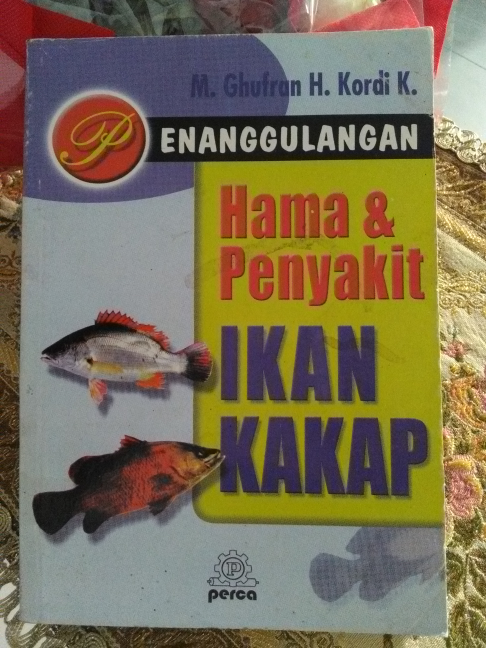 M. Ghufran H. Kordi K.
PENANGGULANGAN
Hama &
Penyakit
IKAN
KAKAP
P
perca